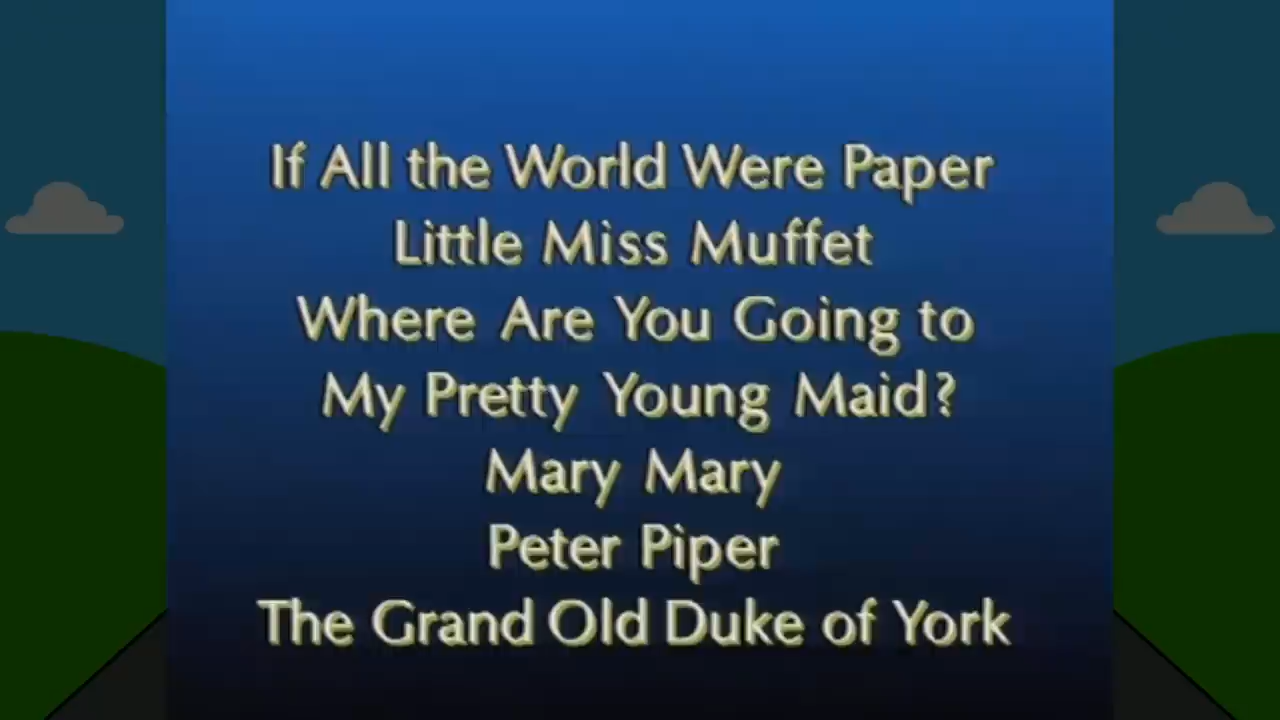 If All the World Were Paper
Little Miss Muffet
Where Are You Going to
My Pretty Young Maid?
Mary Mary
Peter Piper
The Grand Old Duke of York